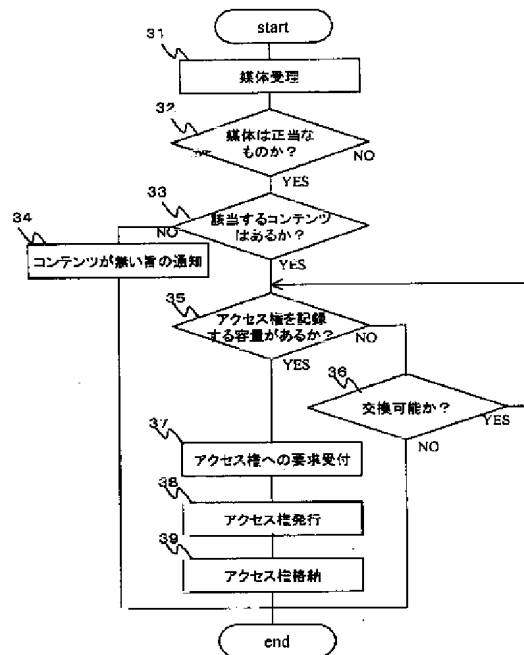 start
31
媒体受理
32
媒体は正当な
ものか？
NO
YES
33
該当するコンテンツ
はあるか？
NO
34
コンテンツが無い旨の通知
YES
35
アクセス権を記録
する容量があるか？
NO
YES
36
交換可能か？
YES
NO
37
アクセス権への要求受付
38
アクセス権発行
39
アクセス権格納
end